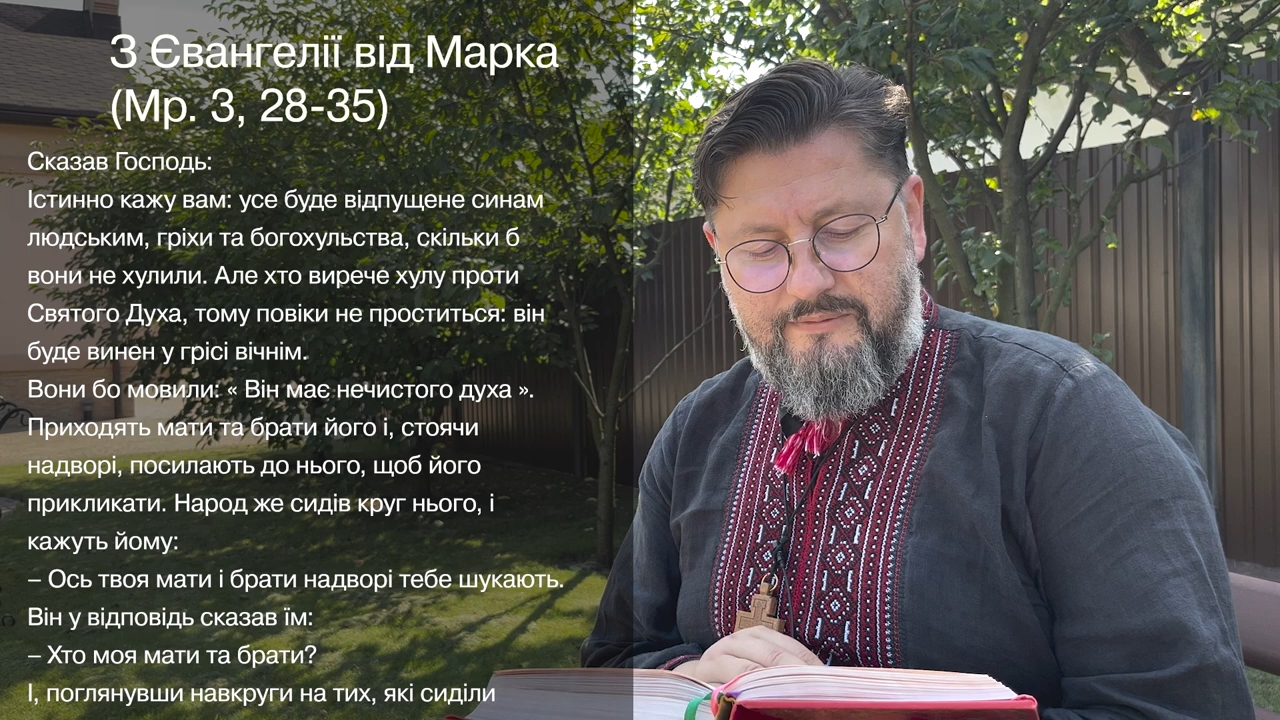 З Євангелії від Марка
(Мр. 3, 28-35)
Сказав Господь:
Істинно кажу вам: усе буде відпущене синам
людським, гріхи та богохульства, скільки б
вони не хулили. Але хто вирече хулу проти
Святого Духа, тому повіки не проститься: він
буде винен у грісі вічнім.
Вони бо мовили: « Він має нечистого духа ».
Приходять мати та брати його і, стоячи
надворі, посилають до нього, щоб його
прикликати. Народ же сидів круг нього, і
кажуть йому:
– Ось твоя мати і брати надворі тебе шукають.
Він у відповідь сказав їм:
– Хто моя мати та брати?
І, поглянувши навкруги на тих, які сиділи